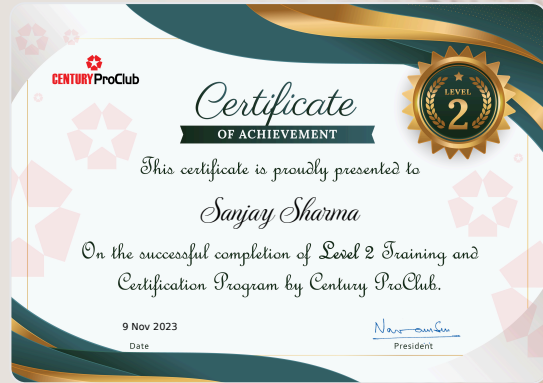 CENTURY ProClub
Certificate
OF ACHIEVEMENT
LEVEL
2
This certificate is proudly presented to
Sanjay Sharma
On the successful completion of Level 2 Training and
Certification Program by Century ProClub.
9 Nov 2023
Date
President